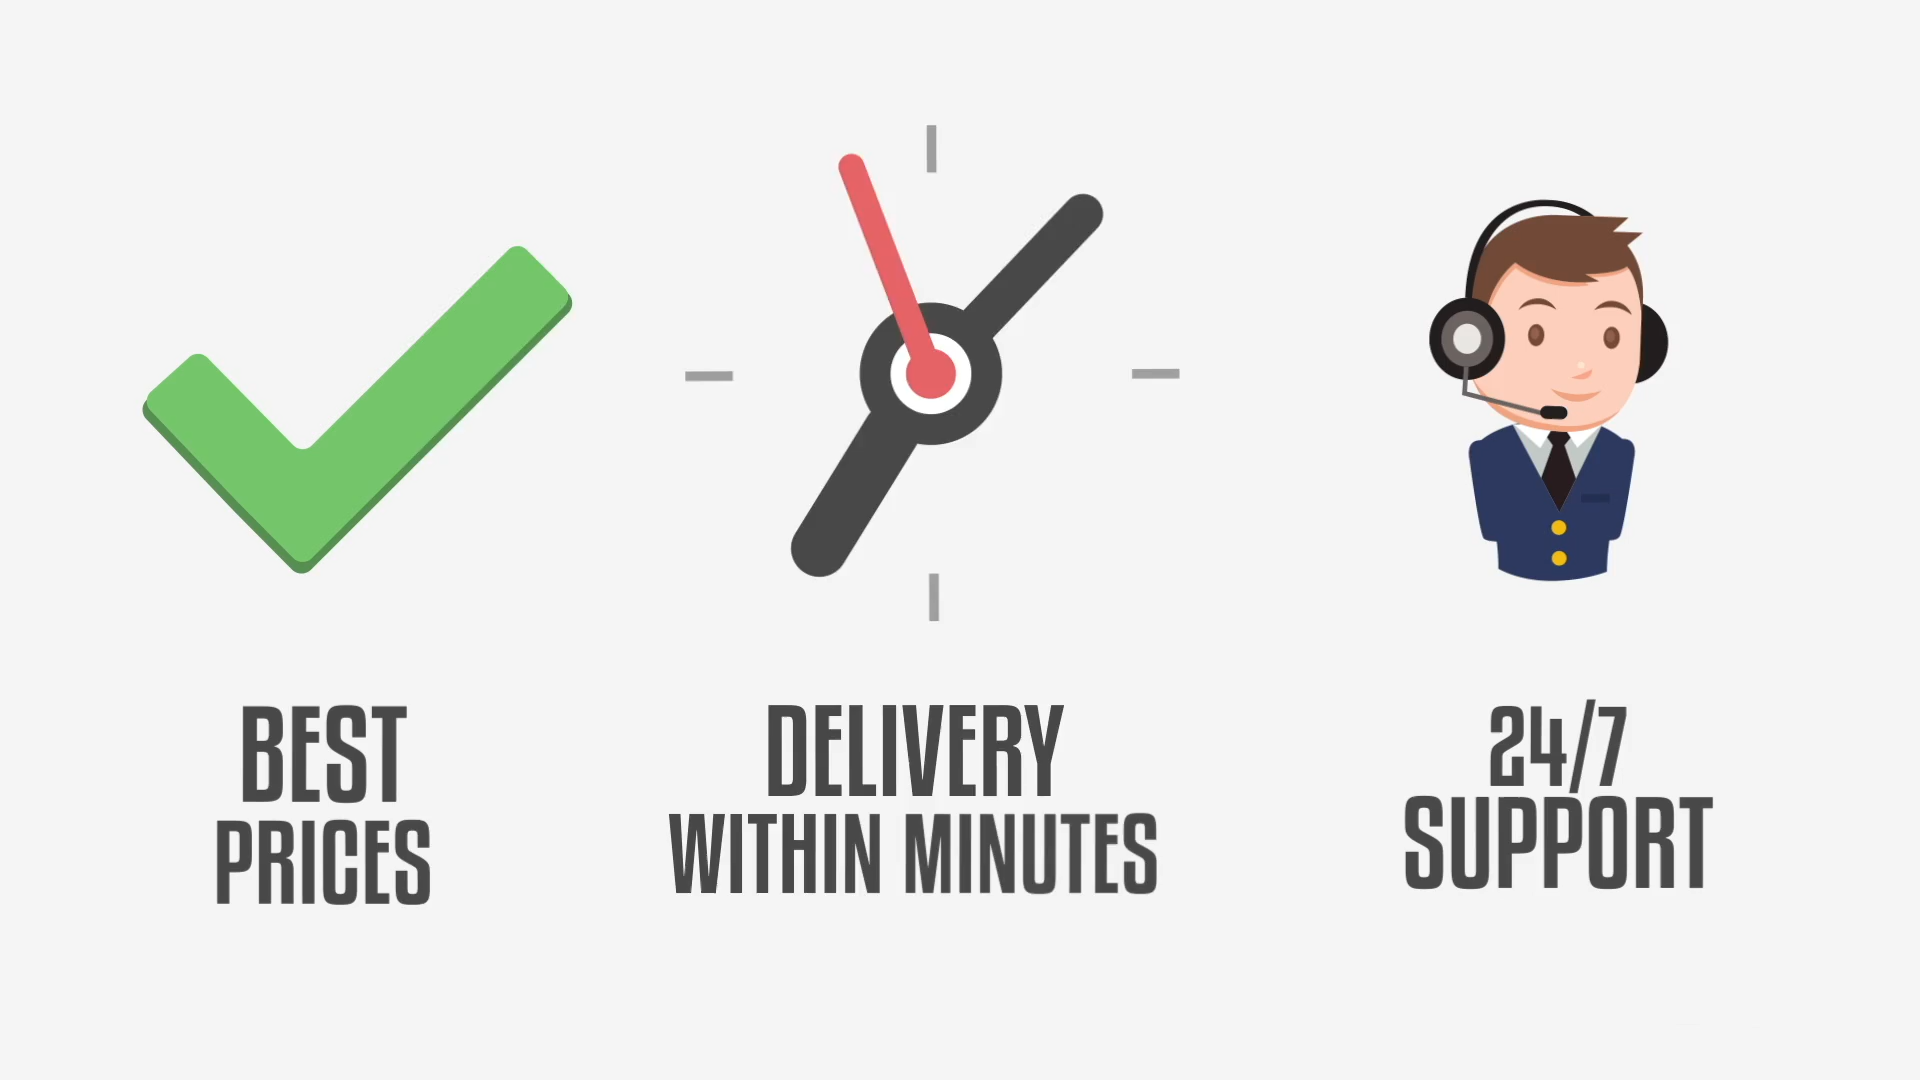 BEST
PRICES
DELIVERY
WITHIN MINUTES
24/7
SUPPORT